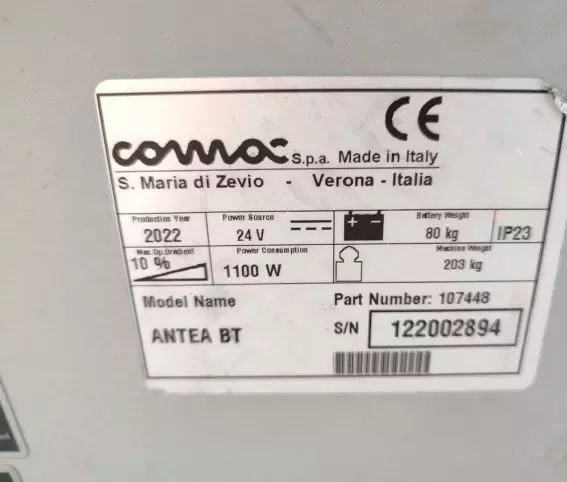 CE
comac S.p.a. Made in Italy
S. Maria di Zevio - Verona - Italia
Production Year
2022
Power Source
24 V
Battery Weight
80 kg
IP23
Max. Op. Gradient
10 %
Power Consumption
1100 W
Machine Weight
203 kg
Model Name
ANTEA BT
Part Number: 107448
S/N 122002894